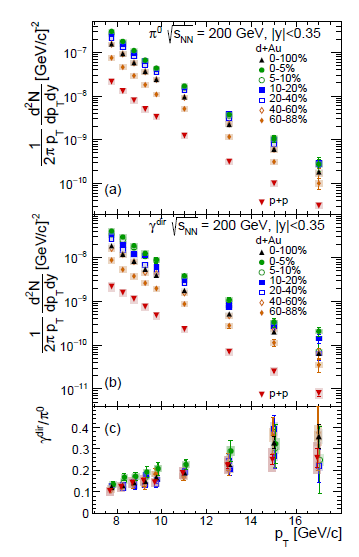 π⁰ √s_NN = 200 GeV, |y|<0.35
d+Au
0-100%
0-5%
5-10%
10-20%
20-40%
40-60%
60-88%
p+p
(a)
10⁻⁷
10⁻⁸
10⁻⁹
10⁻¹⁰
1/(2π p_T) d²N/(dp_T dy) [GeV/c]⁻²
γ^dir √s_NN = 200 GeV, |y|<0.35
d+Au
0-100%
0-5%
5-10%
10-20%
20-40%
40-60%
60-88%
p+p
(b)
10⁻⁸
10⁻⁹
10⁻¹⁰
10⁻¹¹
1/(2π p_T) d²N/(dp_T dy) [GeV/c]⁻²
(c)
γ^dir/π⁰
0.4
0.3
0.2
0.1
0
8 10 12 14 16
p_T [GeV/c]